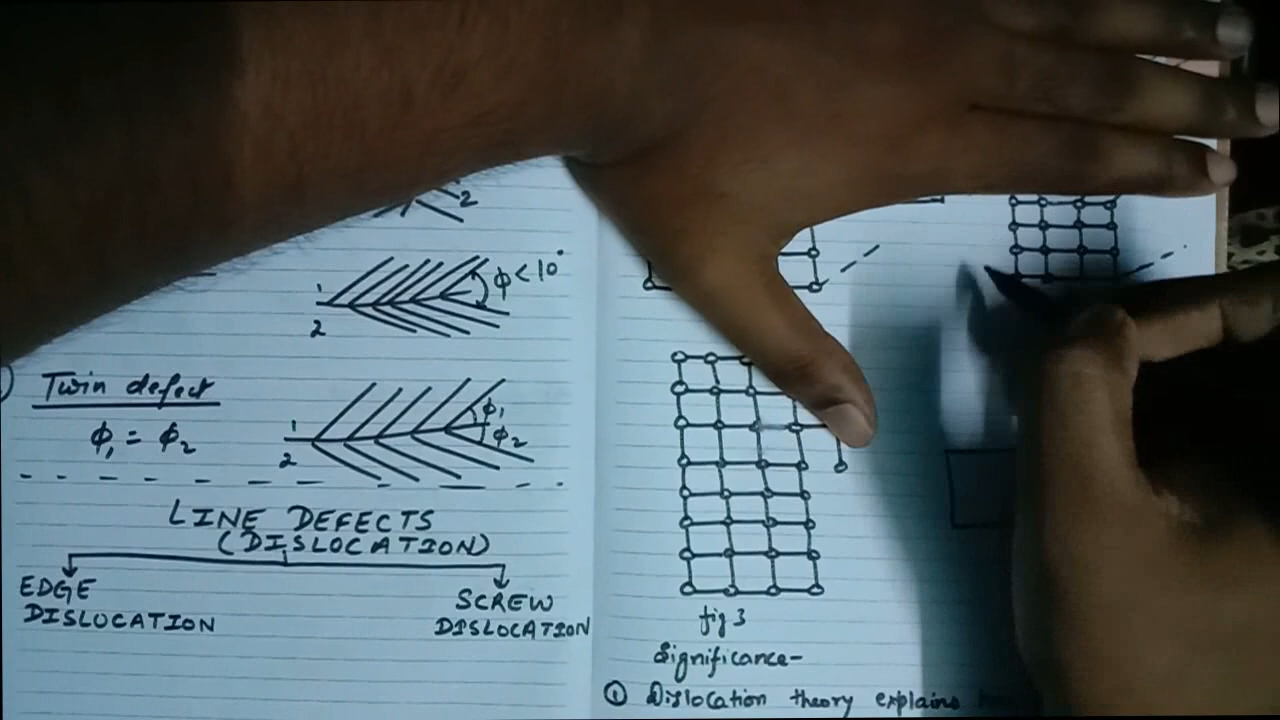 2
1
φ<10°
2
Twin defect
1
φ₁
φ₁ = φ₂
φ₂
2
LINE DEFECTS
(DISLOCATION)
EDGE
DISLOCATION
SCREW
DISLOCATION
fig 3
Significance-
① Dislocation theory explains